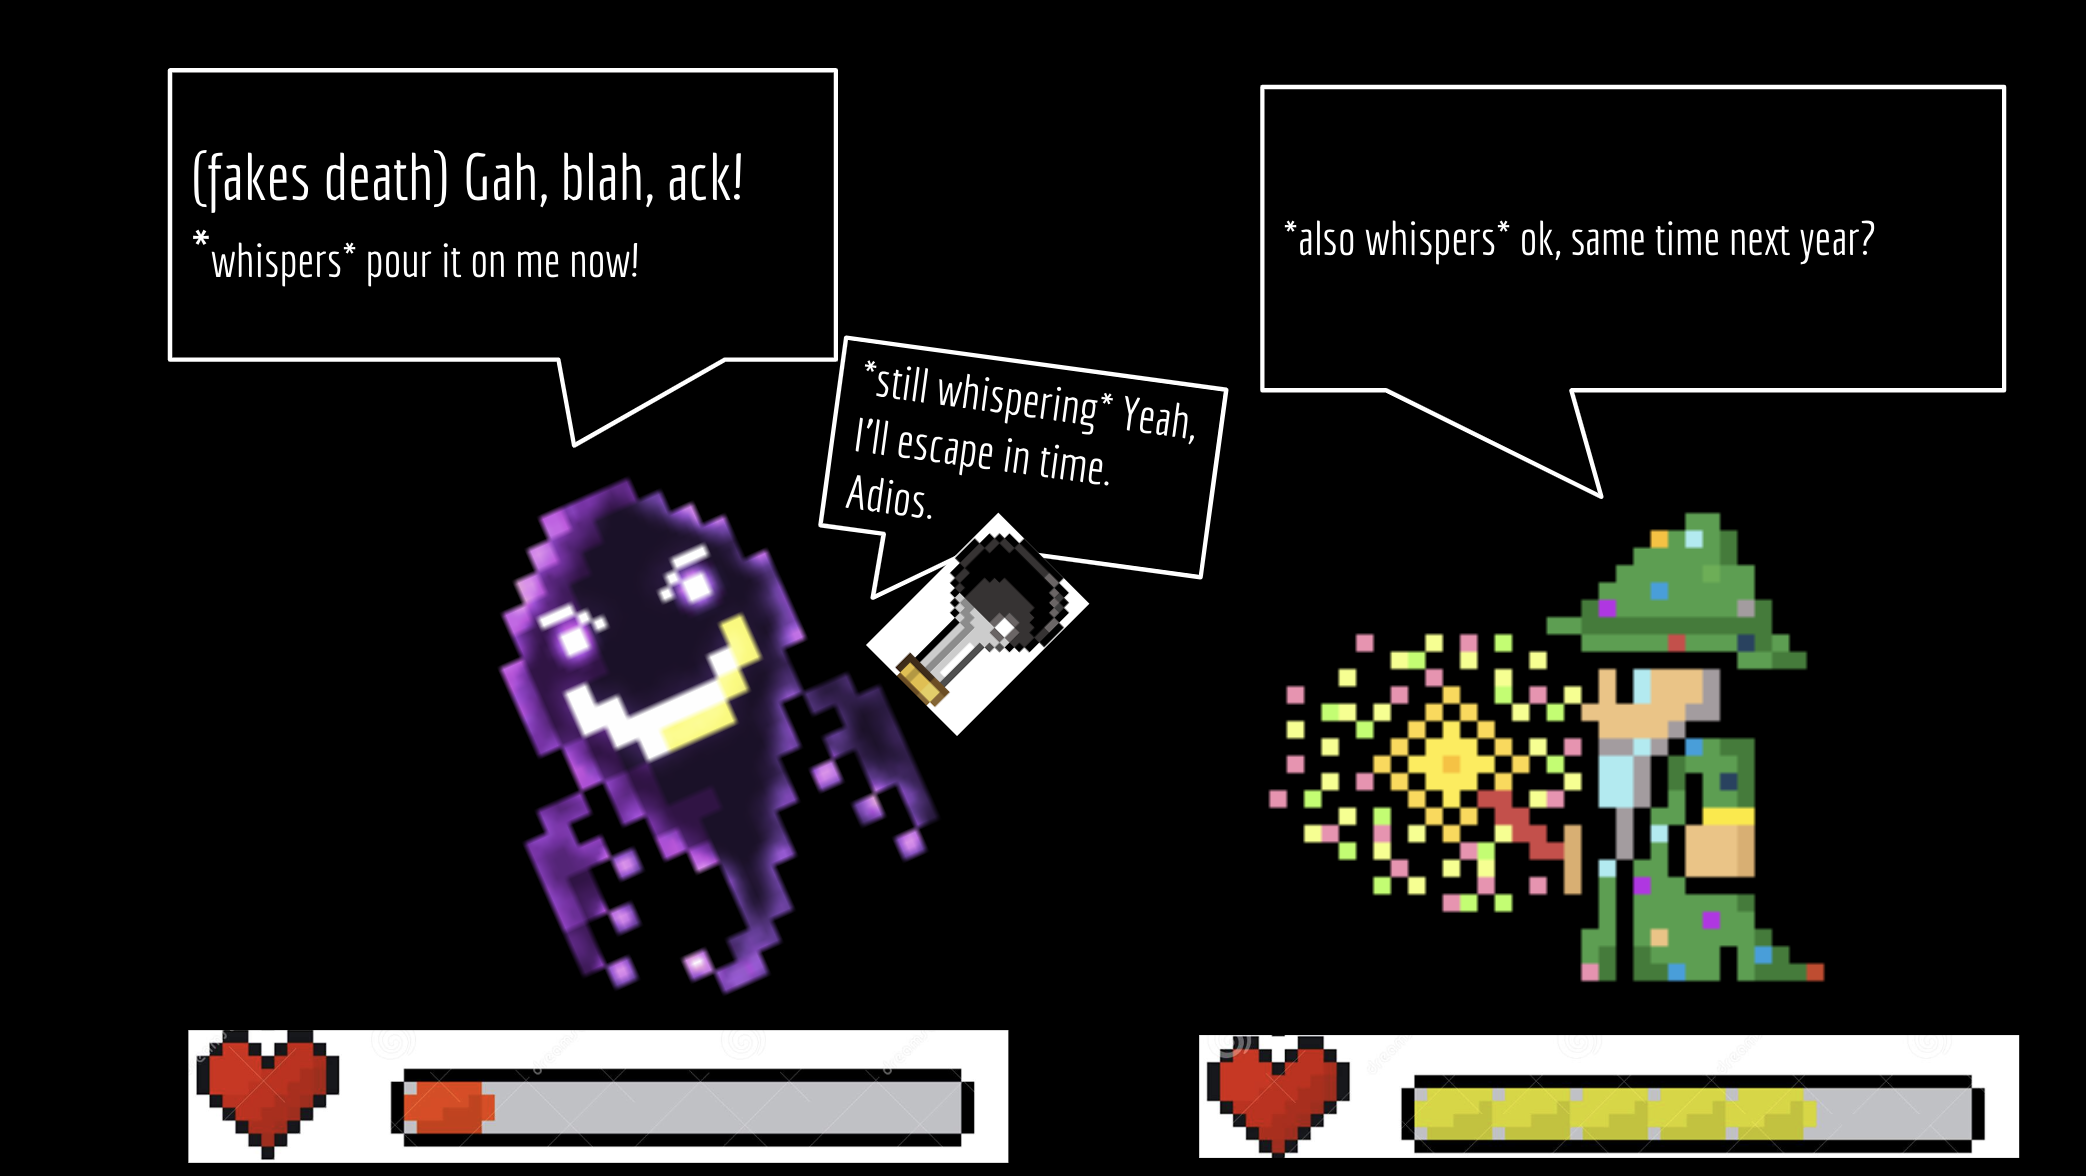 (fakes death) Gah, blah, ack!
*whispers* pour it on me now!
*still whispering* Yeah,
I'll escape in time.
Adios.
*also whispers* ok, same time next year?